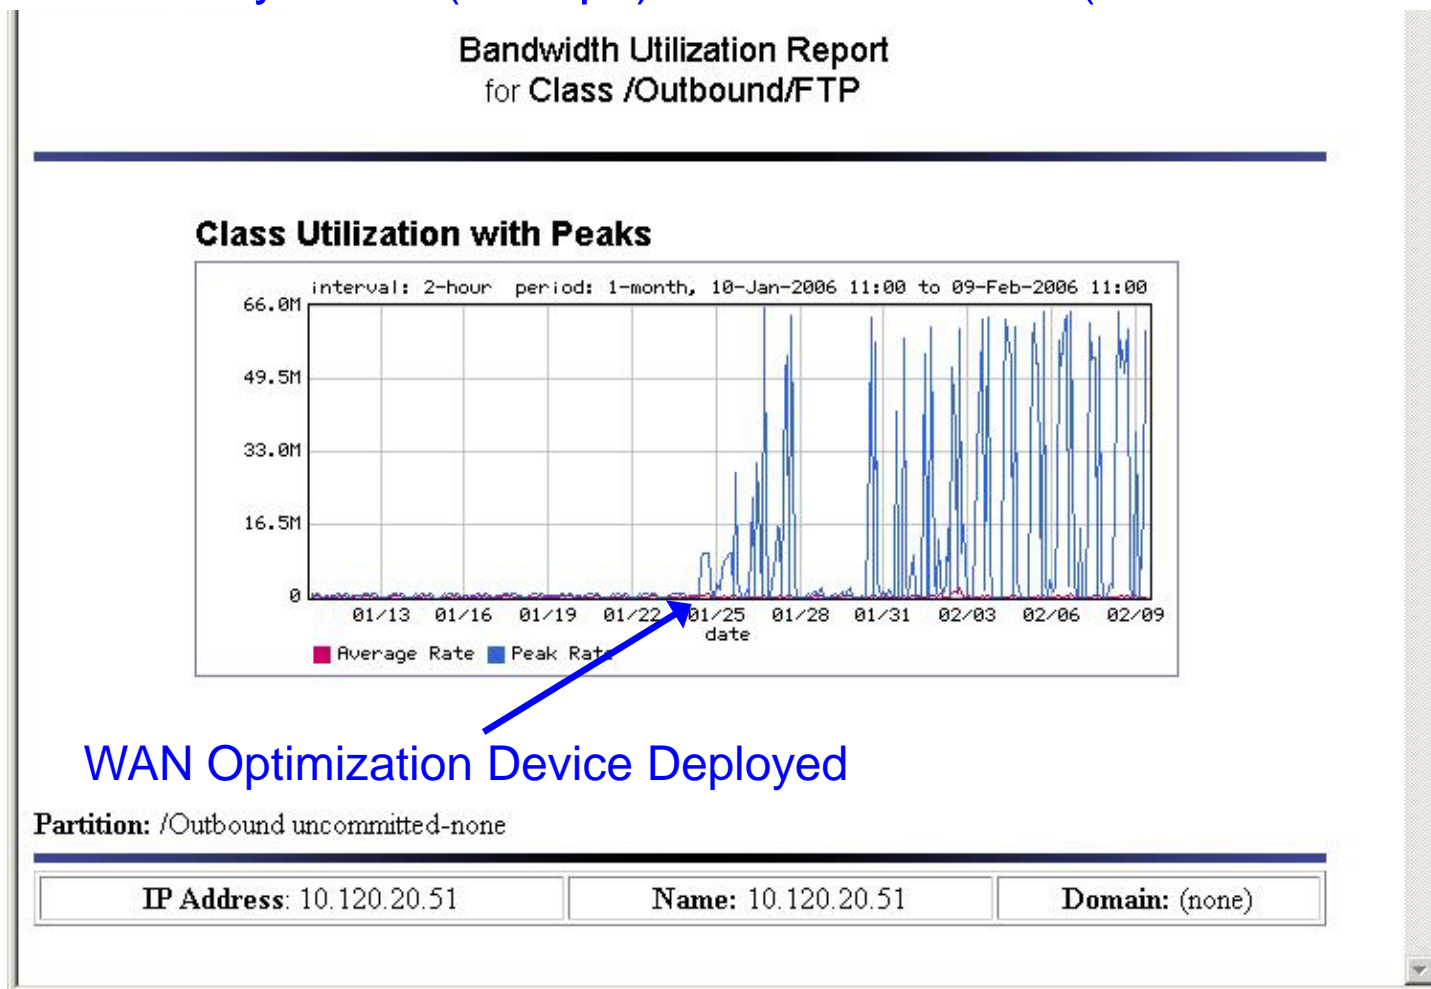 Bandwidth Utilization Report
for Class /Outbound/FTP
Class Utilization with Peaks
interval: 2-hour period: 1-month, 10-Jan-2006 11:00 to 09-Feb-2006 11:00
66.0M
49.5M
33.0M
16.5M
0
01/13 01/16 01/19 01/22 01/25 01/28 01/31 02/03 02/06 02/09
date
Average Rate Peak Rate
WAN Optimization Device Deployed
Partition: /Outbound uncommitted-none
IP Address: 10.120.20.51 Name: 10.120.20.51 Domain: (none)